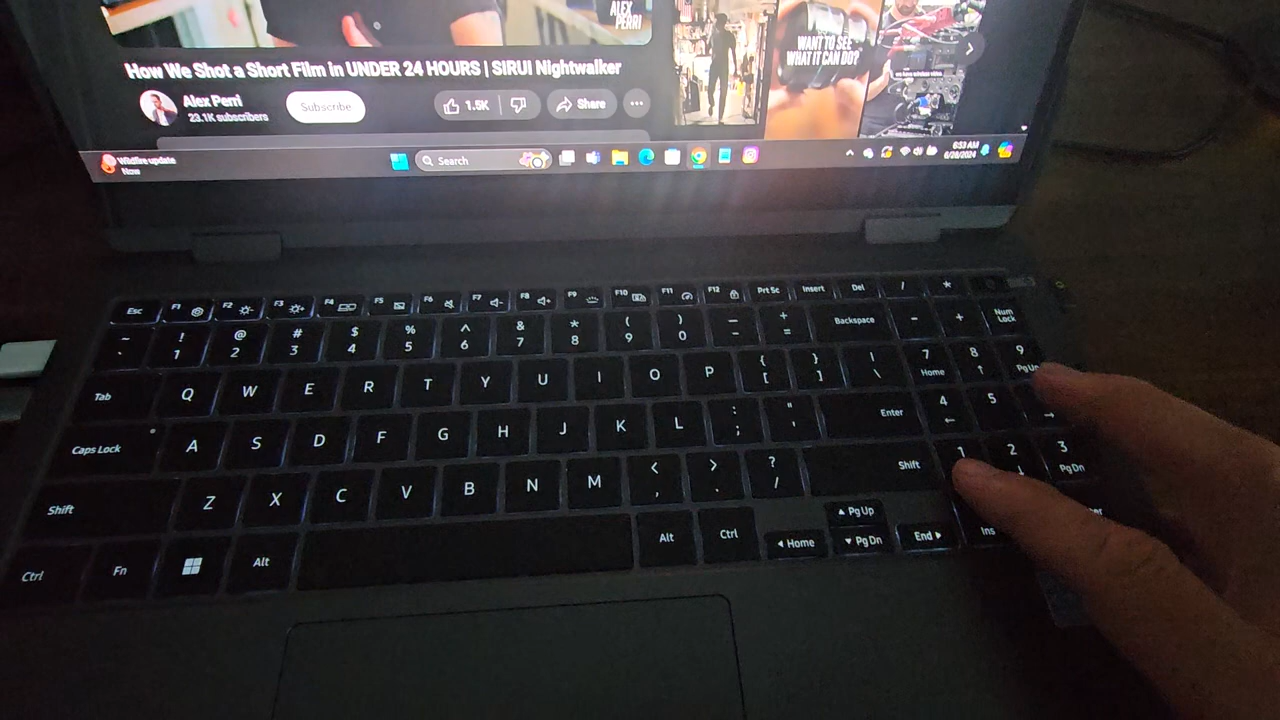 ALEX
PERRI
WANT TO SEE
WHAT IT CAN DO?
How We Shot a Short Film in UNDER 24 HOURS | SIRUI Nightwalker
Alex Perri
23.1K subscribers
Subscribe
1.5K
Share
Wildfire update
Now
Search
6:53 AM
6/28/2024
Esc F1 F2 F3 F4 F5 F6 F7 F8 F9 F10 F11 F12 Prt Sc Insert Del / *
~ ! @ # $ % ^ & * ( ) — +
` 1 2 3 4 5 6 7 8 9 0 - = Backspace - + Num Lock
Tab Q W E R T Y U I O P { [ } ] | \ 7 Home 8 ↑ 9 PgUp
Caps Lock A S D F G H J K L : ; " ' Enter 4 ← 5 →
Shift Z X C V B N M < , > . ? / Shift 1 2 ↓ 3 PgDn
Ctrl Fn Alt Alt Ctrl ◂ Home ▴ PgUp ▾ PgDn End ▸ Ins